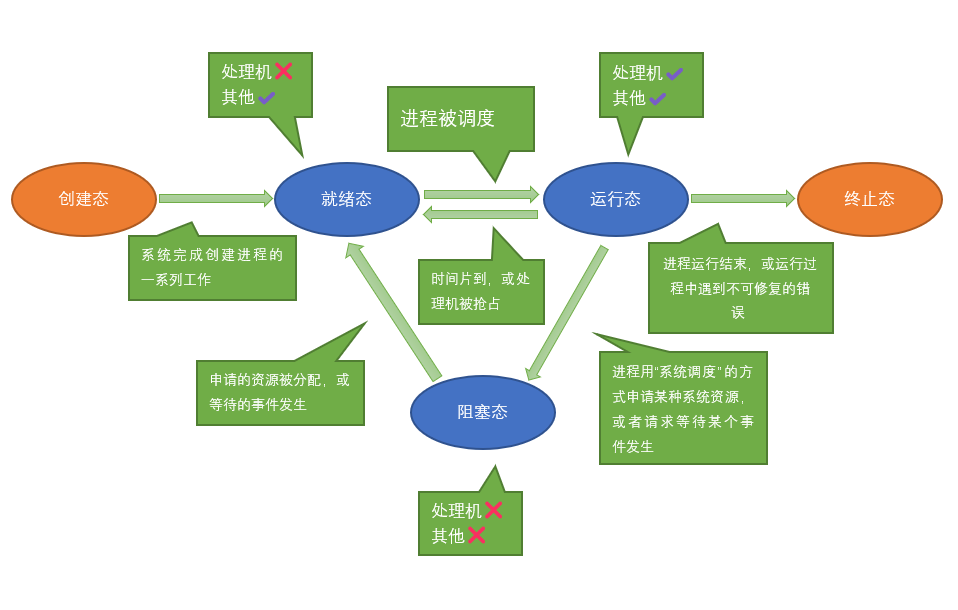 处理机
其他
进程被调度
处理机
其他
创建态
就绪态
运行态
终止态
系统完成创建进程的
一系列工作
时间片到，或处
理机被抢占
进程运行结束，或运行过
程中遇到不可修复的错
误
申请的资源被分配，或
等待的事件发生
阻塞态
进程用“系统调度”的方
式申请某种系统资源，
或者请求等待某个事
件发生
处理机
其他